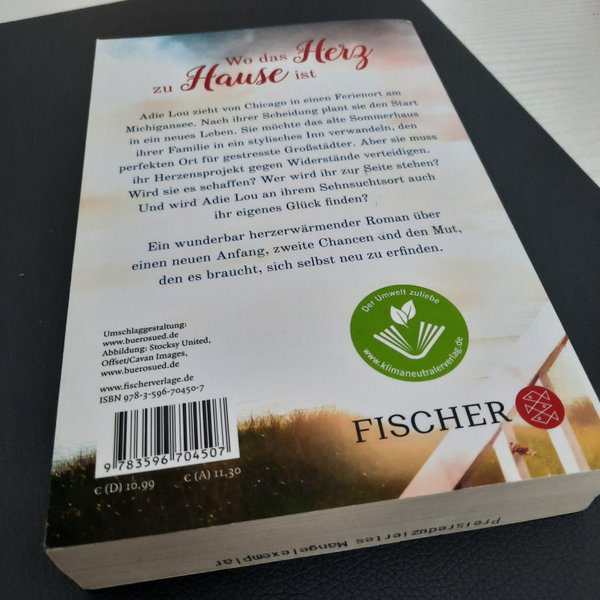 Wo das Herz
zu Hause ist
Adie Lou zieht von Chicago in einen Ferienort am
Michigansee. Nach ihrer Scheidung plant sie den Start
in ein neues Leben. Sie möchte das alte Sommerhaus
ihrer Familie in ein stylisches Inn verwandeln, den
perfekten Ort für gestresste Großstädter. Aber sie muss
ihr Herzensprojekt gegen Widerstände verteidigen.
Wird sie es schaffen? Wer wird ihr zur Seite stehen?
Und wird Adie Lou an ihrem Sehnsuchtsort auch
ihr eigenes Glück finden?
Ein wunderbar herzerwärmender Roman über
einen neuen Anfang, zweite Chancen und den Mut,
den es braucht, sich selbst neu zu erfinden.
Der Umwelt zuliebe
www.klimaneutralerverlag.de
Umschlaggestaltung:
www.buerosued.de
Abbildung: Stocksy United,
Offset/Cavan Images,
www.buerosued.de
www.fischerverlage.de
ISBN 978-3-596-70450-7
9 783596 704507
€ (D) 10,99 € (A) 11,30
FISCHER
Preisreduziertes Mangelexemplar